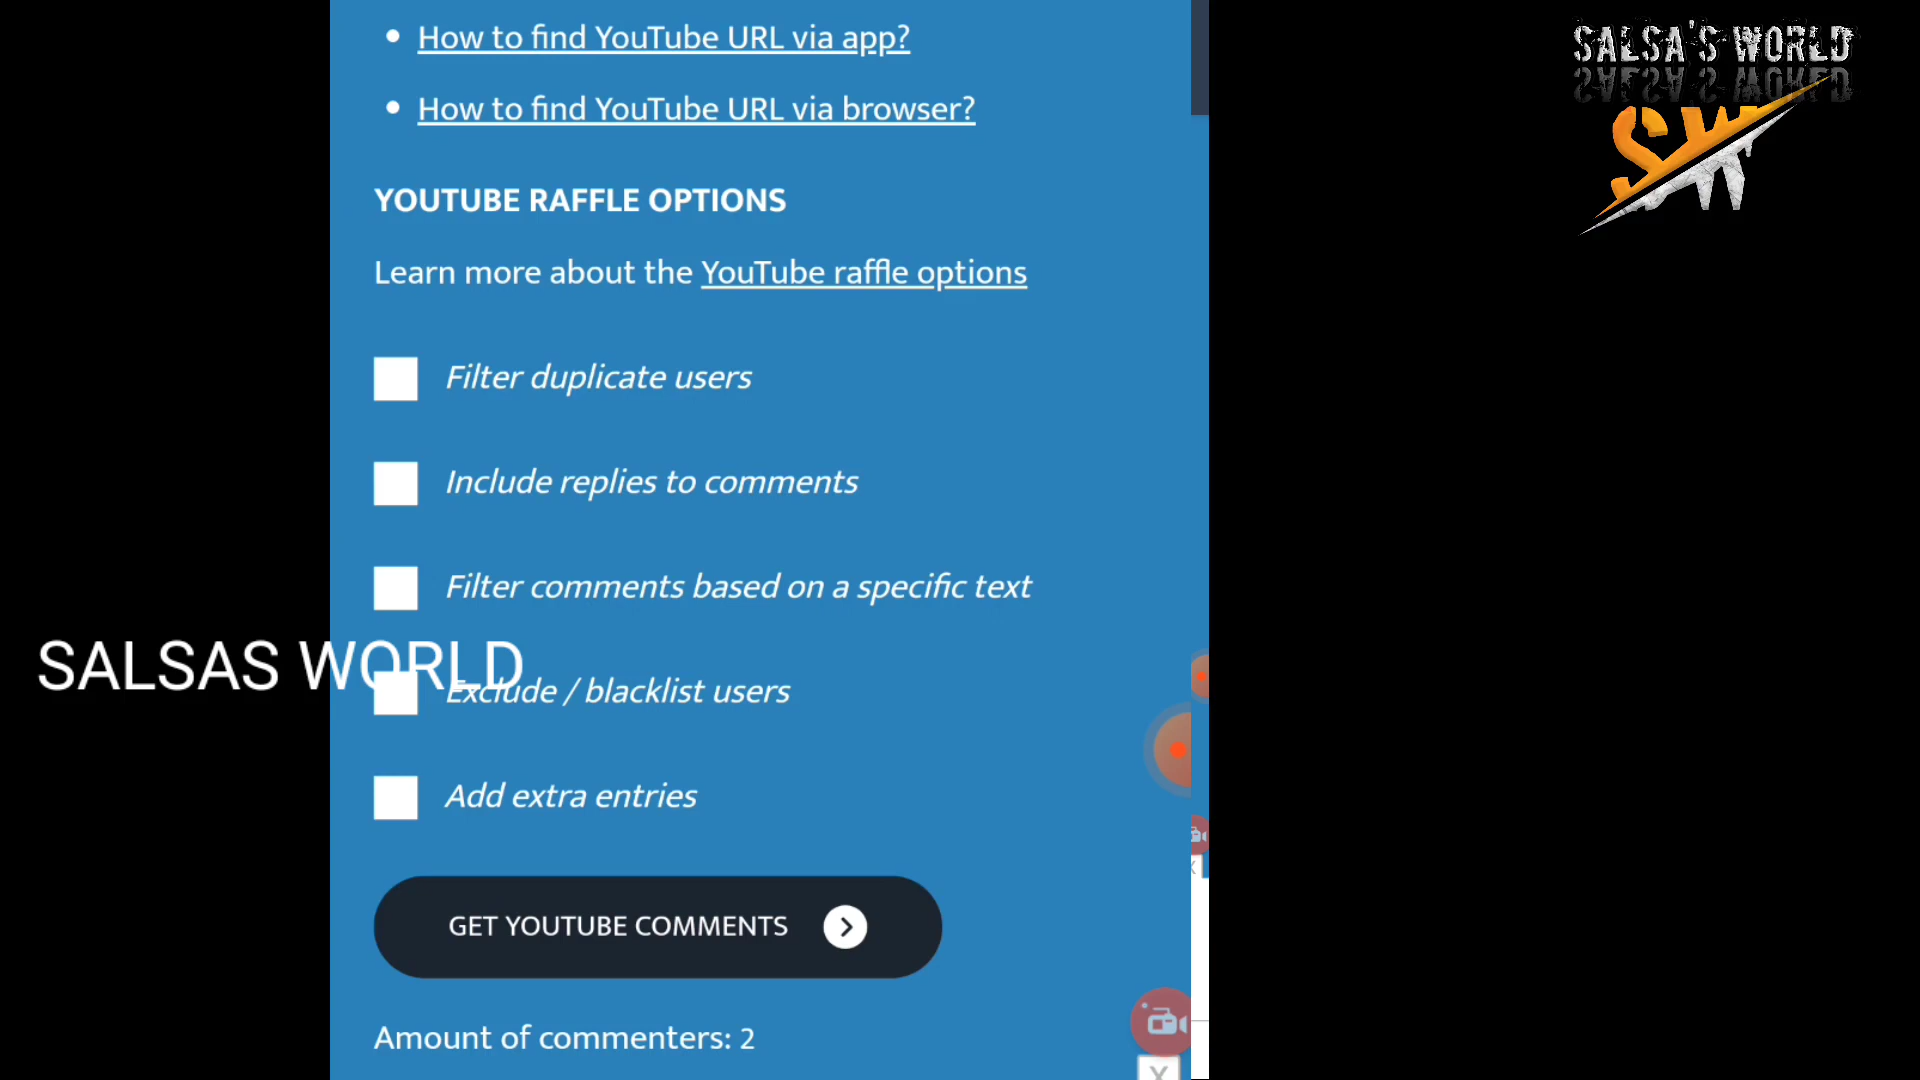 How to find YouTube URL via app?
How to find YouTube URL via browser?
YOUTUBE RAFFLE OPTIONS
Learn more about the YouTube raffle options
Filter duplicate users
Include replies to comments
Filter comments based on a specific text
Exclude / blacklist users
Add extra entries
GET YOUTUBE COMMENTS
Amount of commenters: 2
SALSAS WORLD
SALSA'S WORLD
SW
X
X